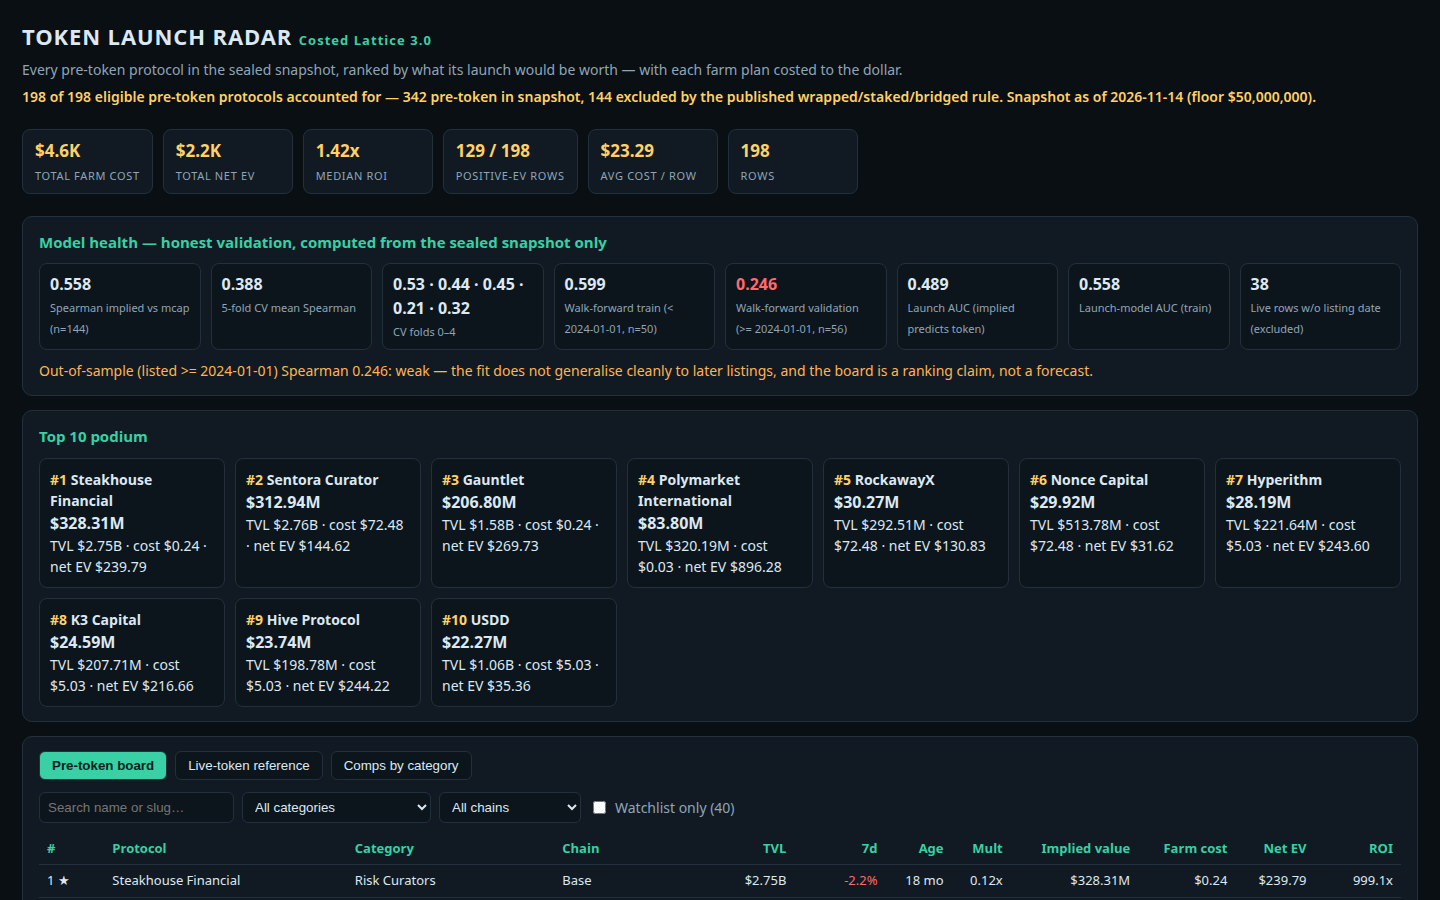 TOKEN LAUNCH RADAR Costed Lattice 3.0
Every pre-token protocol in the sealed snapshot, ranked by what its launch would be worth — with each farm plan costed to the dollar.
198 of 198 eligible pre-token protocols accounted for — 342 pre-token in snapshot, 144 excluded by the published wrapped/staked/bridged rule. Snapshot as of 2026-11-14 (floor $50,000,000).
$4.6K
TOTAL FARM COST
$2.2K
TOTAL NET EV
1.42x
MEDIAN ROI
129 / 198
POSITIVE-EV ROWS
$23.29
AVG COST / ROW
198
ROWS
Model health — honest validation, computed from the sealed snapshot only
0.558
Spearman implied vs mcap
(n=144)
0.388
5-fold CV mean Spearman
0.53 · 0.44 · 0.45 ·
0.21 · 0.32
CV folds 0–4
0.599
Walk-forward train (<
2024-01-01, n=50)
0.246
Walk-forward validation
(>= 2024-01-01, n=56)
0.489
Launch AUC (implied
predicts token)
0.558
Launch-model AUC (train)
38
Live rows w/o listing date
(excluded)
Out-of-sample (listed >= 2024-01-01) Spearman 0.246: weak — the fit does not generalise cleanly to later listings, and the board is a ranking claim, not a forecast.
Top 10 podium
#1 Steakhouse
Financial
$328.31M
TVL $2.75B · cost $0.24 ·
net EV $239.79
#2 Sentora Curator
$312.94M
TVL $2.76B · cost $72.48
· net EV $144.62
#3 Gauntlet
$206.80M
TVL $1.58B · cost $0.24 ·
net EV $269.73
#4 Polymarket
International
$83.80M
TVL $320.19M · cost
$0.03 · net EV $896.28
#5 RockawayX
$30.27M
TVL $292.51M · cost
$72.48 · net EV $130.83
#6 Nonce Capital
$29.92M
TVL $513.78M · cost
$72.48 · net EV $31.62
#7 Hyperithm
$28.19M
TVL $221.64M · cost
$5.03 · net EV $243.60
#8 K3 Capital
$24.59M
TVL $207.71M · cost
$5.03 · net EV $216.66
#9 Hive Protocol
$23.74M
TVL $198.78M · cost
$5.03 · net EV $244.22
#10 USDD
$22.27M
TVL $1.06B · cost $5.03 ·
net EV $35.36
Pre-token board Live-token reference Comps by category
Search name or slug… All categories All chains Watchlist only (40)
# Protocol Category Chain TVL 7d Age Mult Implied value Farm cost Net EV ROI
1 ★ Steakhouse Financial Risk Curators Base $2.75B -2.2% 18 mo 0.12x $328.31M $0.24 $239.79 999.1x